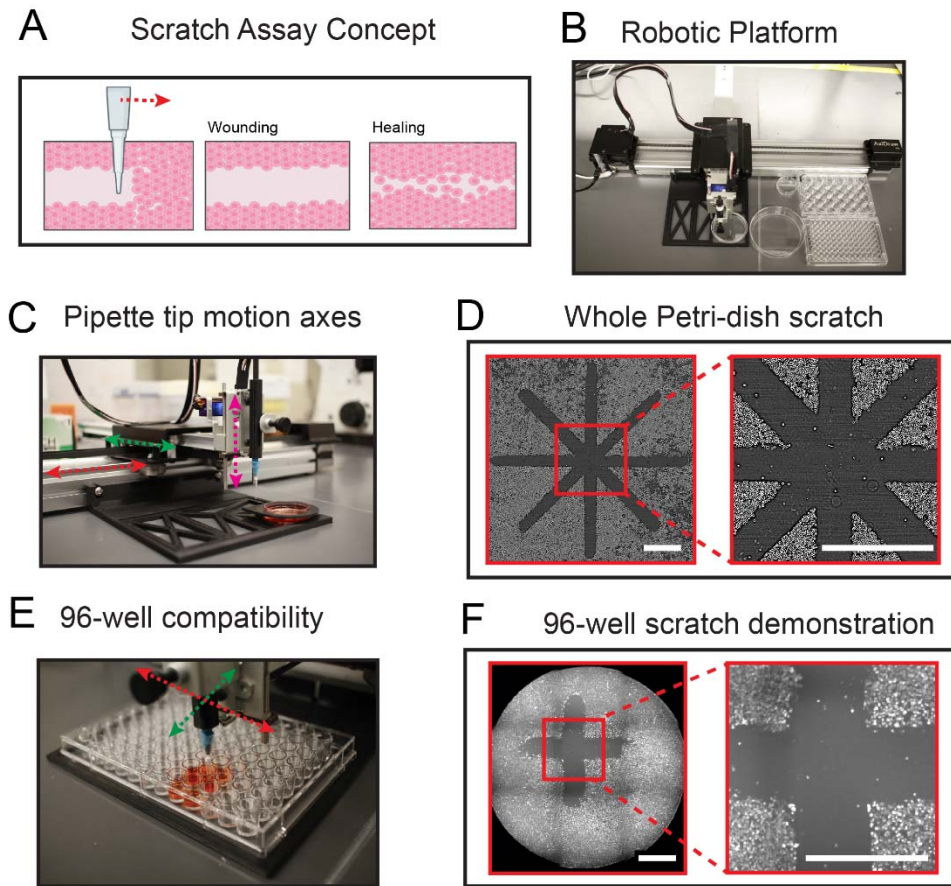 A
Scratch Assay Concept
Wounding
Healing
B
Robotic Platform
C
Pipette tip motion axes
D
Whole Petri-dish scratch
E
96-well compatibility
F
96-well scratch demonstration